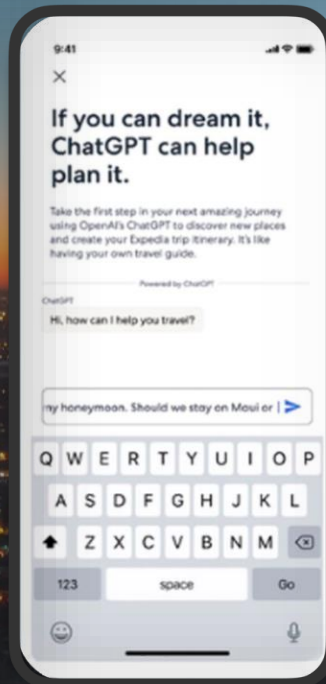 9:41
If you can dream it,
ChatGPT can help
plan it.
Take the first step in your next amazing journey
using OpenAI's ChatGPT to discover new places
and create your Expedia trip itinerary. It's like
having your own travel guide.
Powered by ChatGPT
ChatGPT
Hi, how can I help you travel?
ny honeymoon. Should we stay on Maui or
Q W E R T Y U I O P
A S D F G H J K L
Z X C V B N M
123 space Go